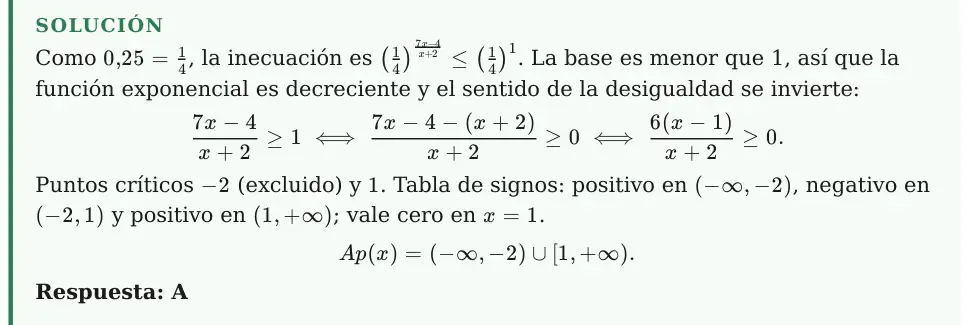 SOLUCIÓN
Como 0,25 = 1/4, la inecuación es (1/4)^((7x−4)/(x+2)) ≤ (1/4)^1. La base es menor que 1, así que la
función exponencial es decreciente y el sentido de la desigualdad se invierte:
(7x − 4)/(x + 2) ≥ 1 ⟺ (7x − 4 − (x + 2))/(x + 2) ≥ 0 ⟺ 6(x − 1)/(x + 2) ≥ 0.
Puntos críticos −2 (excluido) y 1. Tabla de signos: positivo en (−∞, −2), negativo en
(−2, 1) y positivo en (1, +∞); vale cero en x = 1.
Ap(x) = (−∞, −2) ∪ [1, +∞).
Respuesta: A